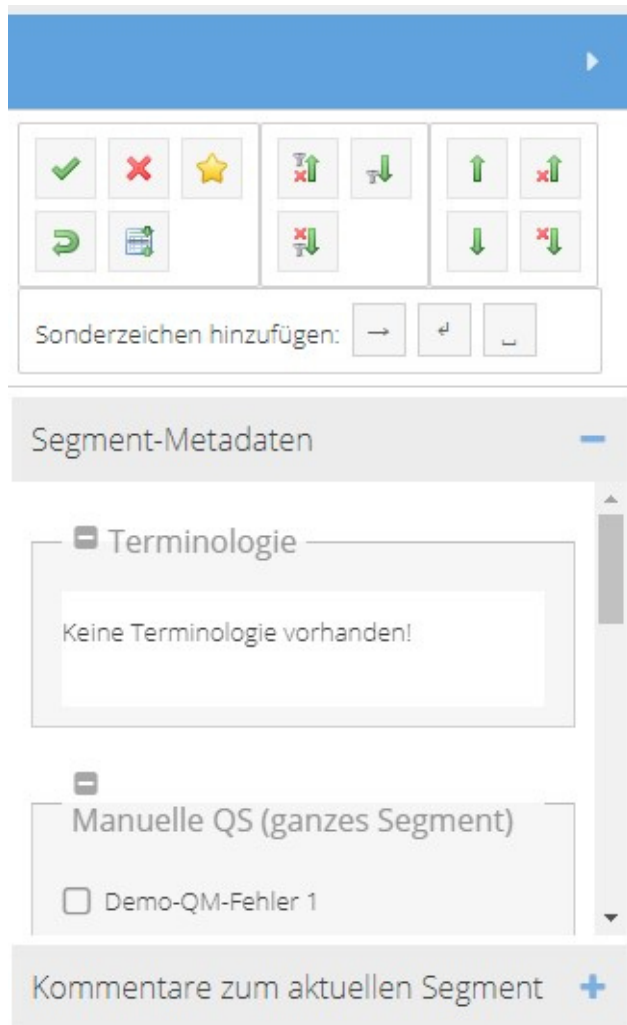 Sonderzeichen hinzufügen: → ↲ ⎵
Segment-Metadaten
Terminologie
Keine Terminologie vorhanden!
Manuelle QS (ganzes Segment)
Demo-QM-Fehler 1
Kommentare zum aktuellen Segment